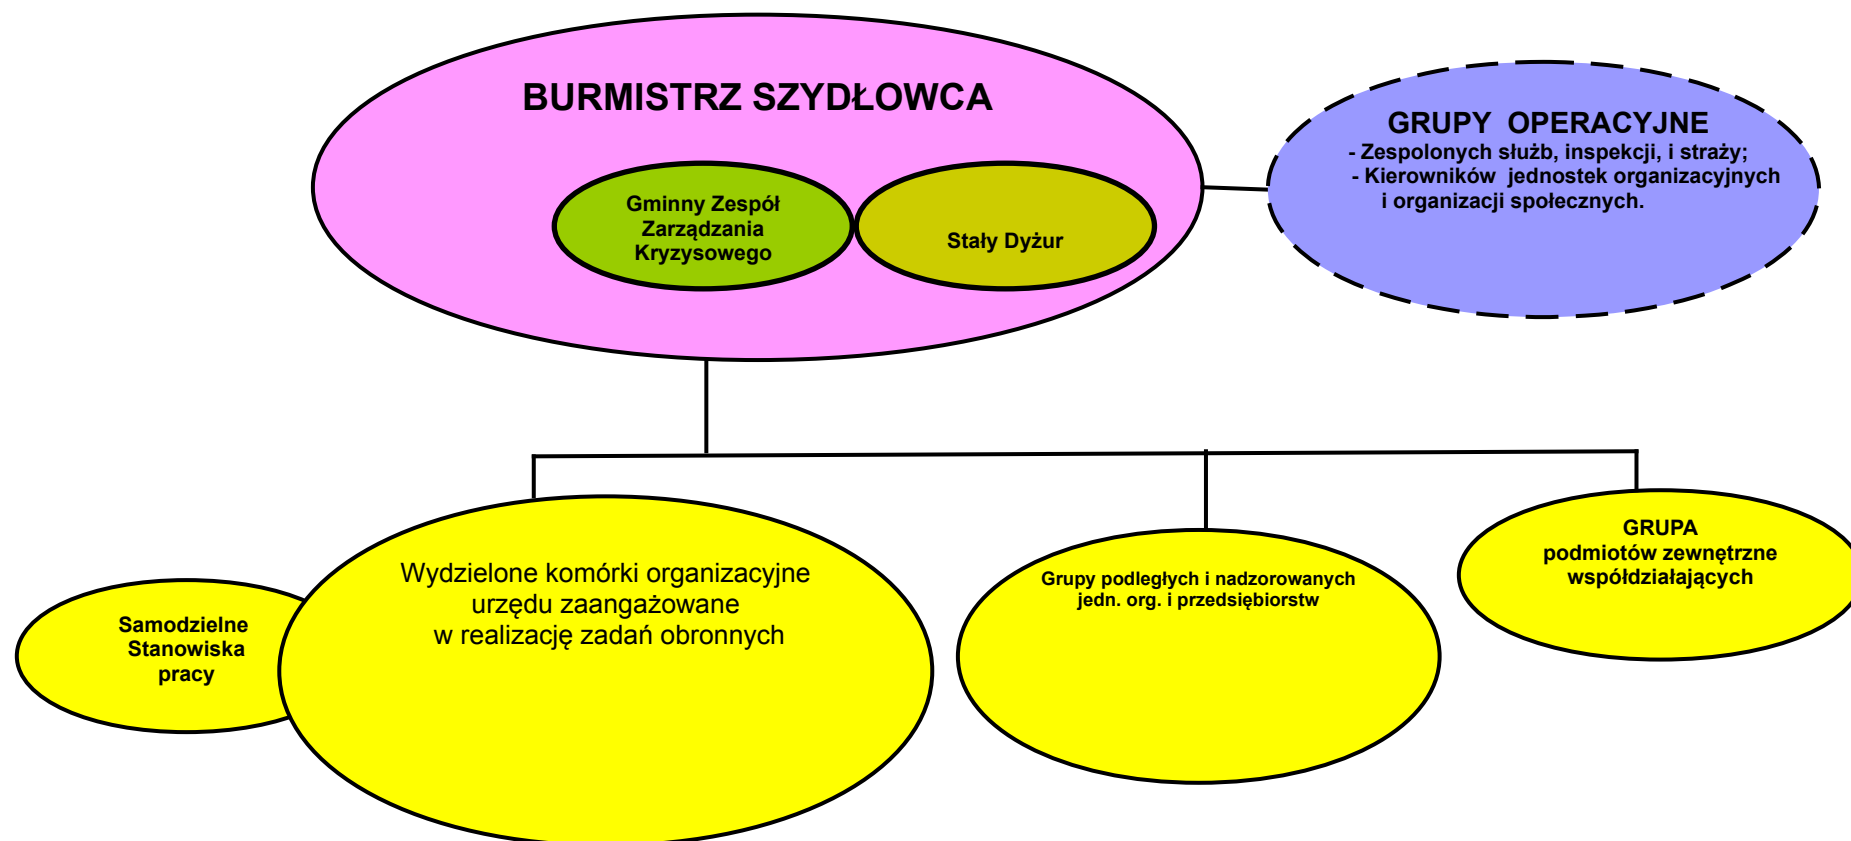 BURMISTRZ SZYDŁOWCA
Gminny Zespół
Zarządzania
Kryzysowego
Stały Dyżur
GRUPY OPERACYJNE
- Zespolonych służb, inspekcji, i straży;
- Kierowników jednostek organizacyjnych
i organizacji społecznych.
Samodzielne
Stanowiska
pracy
Wydzielone komórki organizacyjne
urzędu zaangażowane
w realizację zadań obronnych
Grupy podległych i nadzorowanych
jedn. org. i przedsiębiorstw
GRUPA
podmiotów zewnętrzne
współdziałających